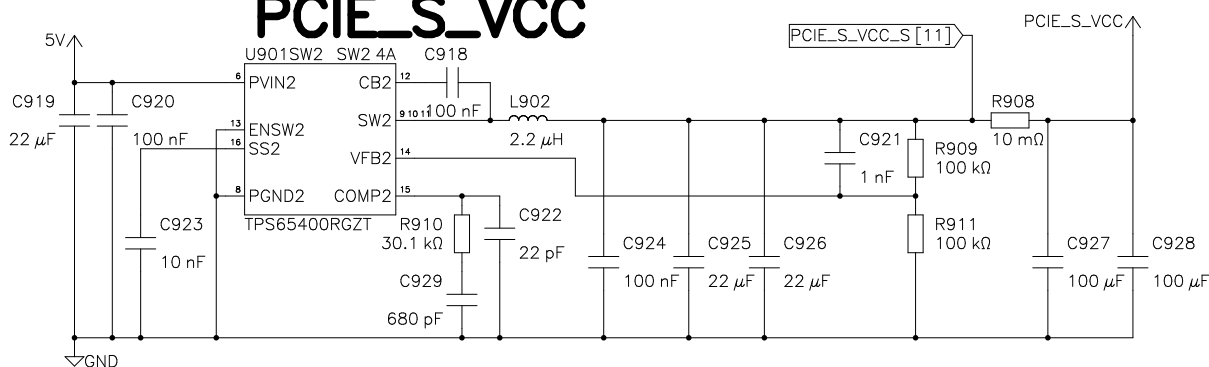 PCIE_S_VCC
5V
U901SW2 SW2 4A
C918
100 nF
PCIE_S_VCC_S [11]
PCIE_S_VCC
6 PVIN2
CB2 12
C919
22 µF
C920
100 nF
13 ENSW2
16 SS2
SW2 9 10 11
L902
2.2 µH
R908
10 mΩ
VFB2 14
C921
1 nF
R909
100 kΩ
8 PGND2
COMP2 15
TPS65400RGZT
C923
10 nF
R910
30.1 kΩ
C922
22 pF
R911
100 kΩ
C924
100 nF
C925
22 µF
C926
22 µF
C927
100 µF
C928
100 µF
C929
680 pF
GND